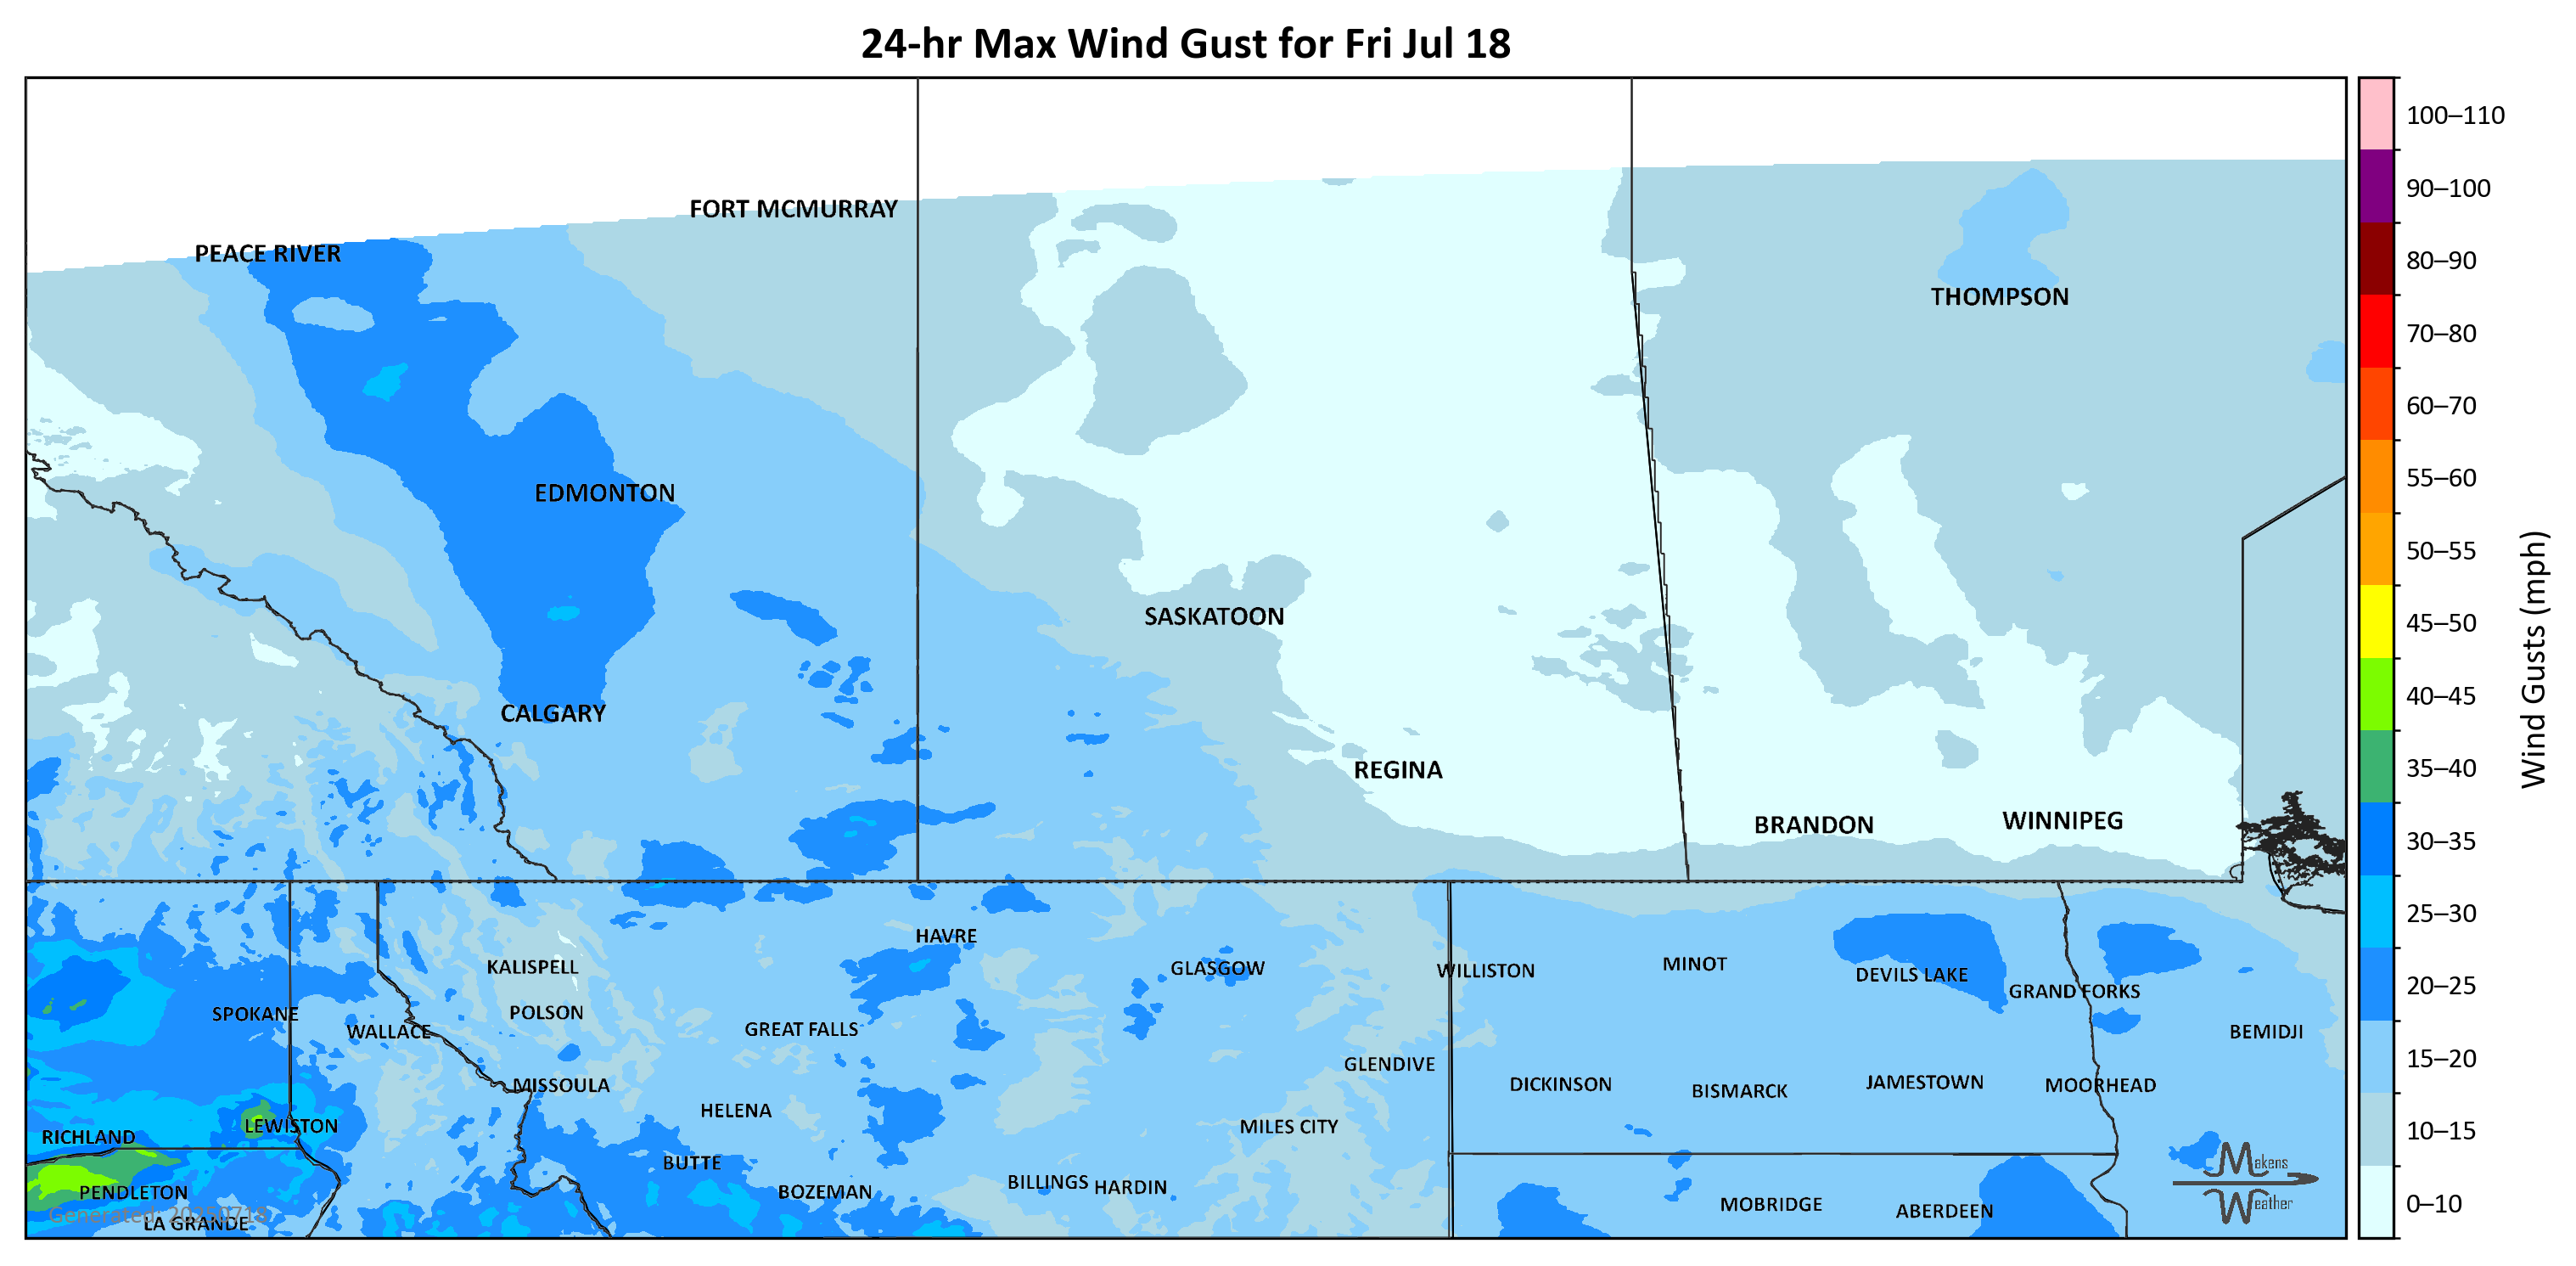 24-hr Max Wind Gust for Fri Jul 18
FORT MCMURRAY
PEACE RIVER
THOMPSON
EDMONTON
SASKATOON
CALGARY
REGINA
BRANDON
WINNIPEG
HAVRE
KALISPELL
GLASGOW
WILLISTON
MINOT
DEVILS LAKE
GRAND FORKS
SPOKANE
POLSON
WALLACE
GREAT FALLS
BEMIDJI
GLENDIVE
MISSOULA
DICKINSON
BISMARCK
JAMESTOWN
MOORHEAD
HELENA
LEWISTON
RICHLAND
MILES CITY
BUTTE
PENDLETON
BOZEMAN
BILLINGS
HARDIN
MOBRIDGE
ABERDEEN
Generated: 20250718
LA GRANDE
Makens
Weather
100–110
90–100
80–90
70–80
60–70
55–60
50–55
45–50
40–45
35–40
30–35
25–30
20–25
15–20
10–15
0–10
Wind Gusts (mph)